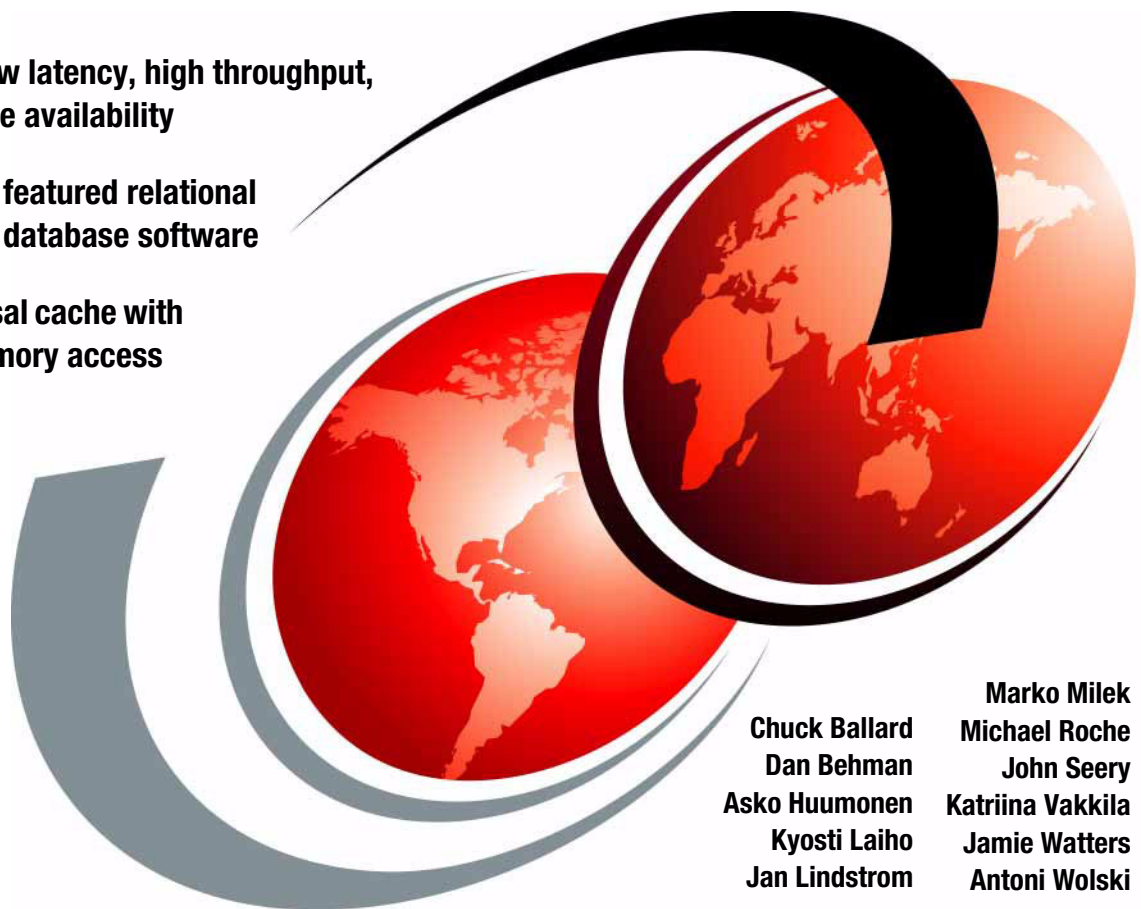 w latency, high throughput,
e availability
featured relational
database software
sal cache with
mory access
Marko Milek
Chuck Ballard
Michael Roche
Dan Behman
John Seery
Asko Huumonen
Katriina Vakkila
Kyosti Laiho
Jamie Watters
Jan Lindstrom
Antoni Wolski